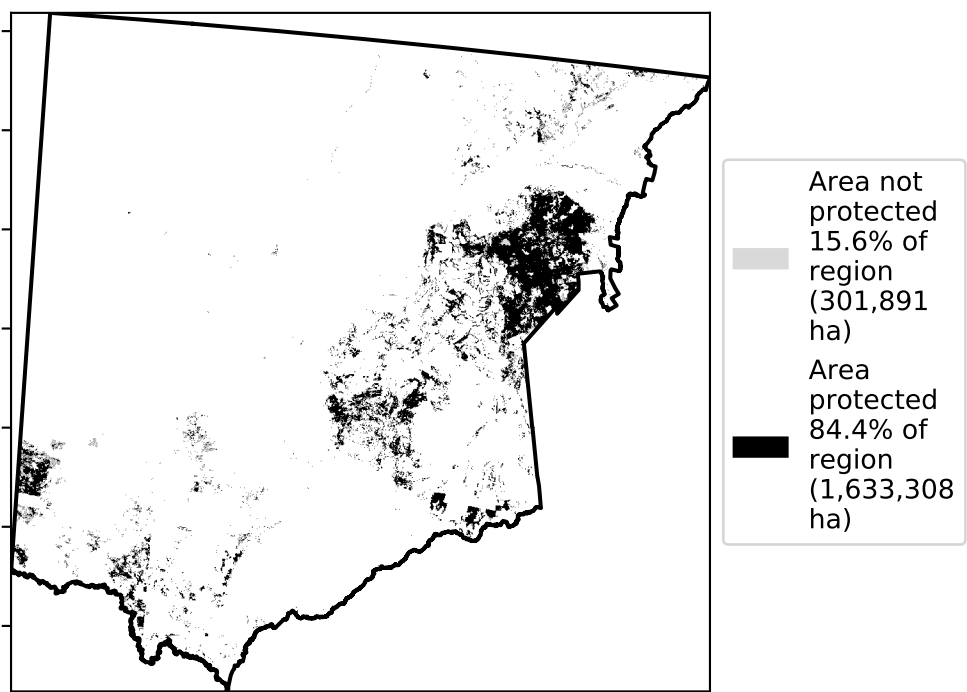 Area not
protected
15.6% of
region
(301,891
ha)
Area
protected
84.4% of
region
(1,633,308
ha)